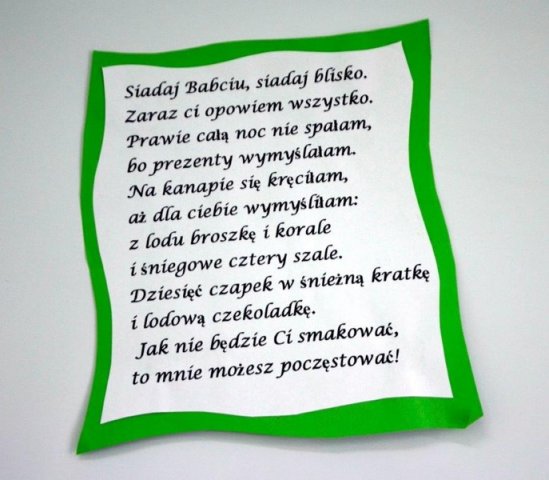 Siadaj Babciu, siadaj blisko.
Zaraz ci opowiem wszystko.
Prawie całą noc nie spałam,
bo prezenty wymyślałam.
Na kanapie się kręciłam,
aż dla ciebie wymyśliłam:
z lodu broszkę i korale
i śniegowe cztery szale.
Dziesięć czapek w śnieżną kratkę
i lodową czekoladkę.
Jak nie będzie Ci smakować,
to mnie możesz poczęstować!